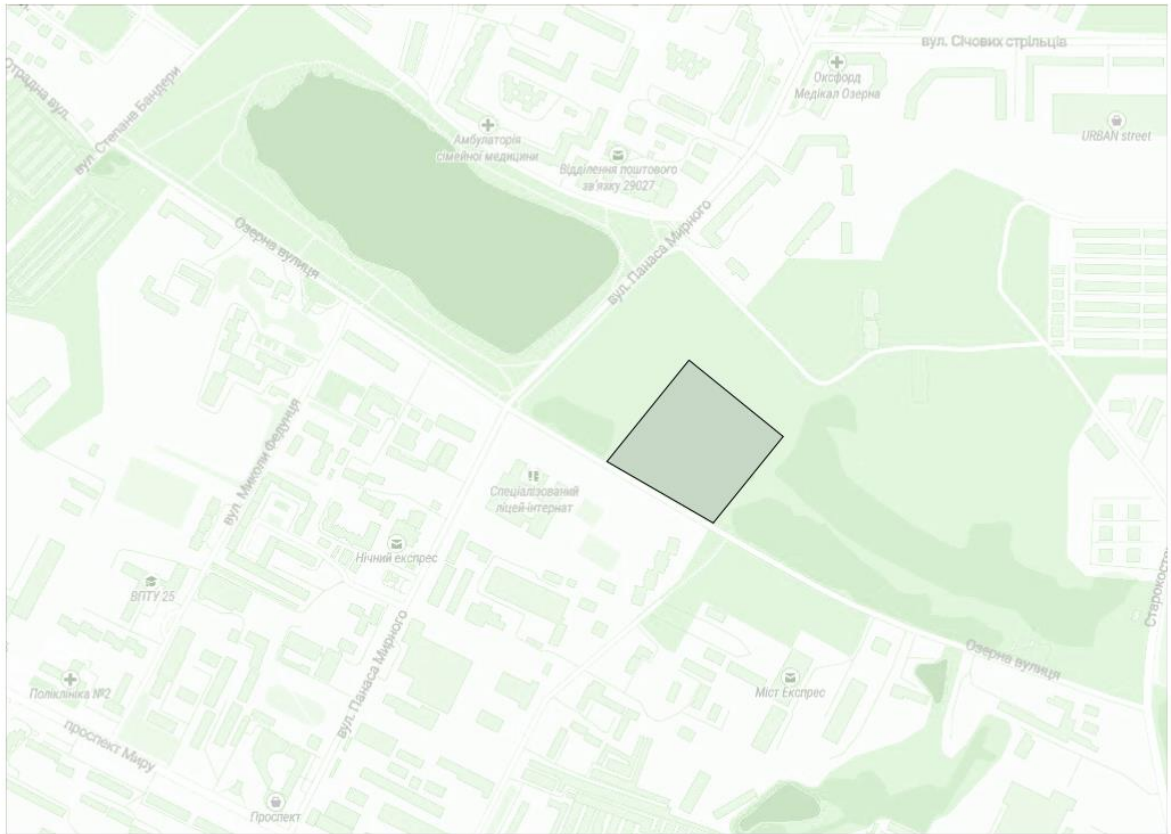 вул. Січових стрільців
Оксфорд
Медікал Озерна
URBAN street
Отрадна вул.
вул. Степана Бандери
Амбулаторія
сімейної медицини
Відділення поштового
зв'язку 29027
вул. Панаса Мирного
Озерна вулиця
вул. Миколи Федунця
Спеціалізований
ліцей-інтернат
Нічний експрес
ВПТУ 25
вул. Панаса Мирного
Поліклініка №2
проспект Миру
Проспект
Міст Експрес
Озерна вулиця